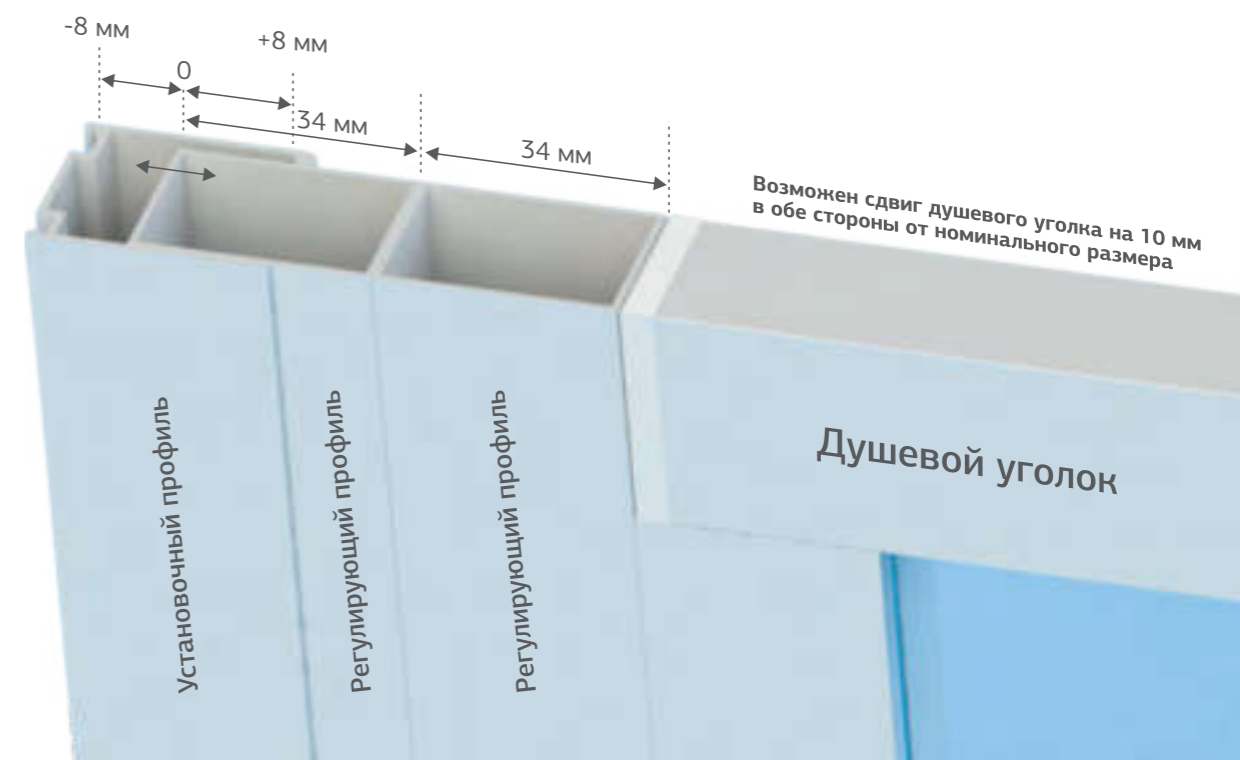 -8 мм
0
+8 мм
34 мм
34 мм
Возможен сдвиг душевого уголка на 10 мм
в обе стороны от номинального размера
Установочный профиль
Регулирующий профиль
Регулирующий профиль
Душевой уголок